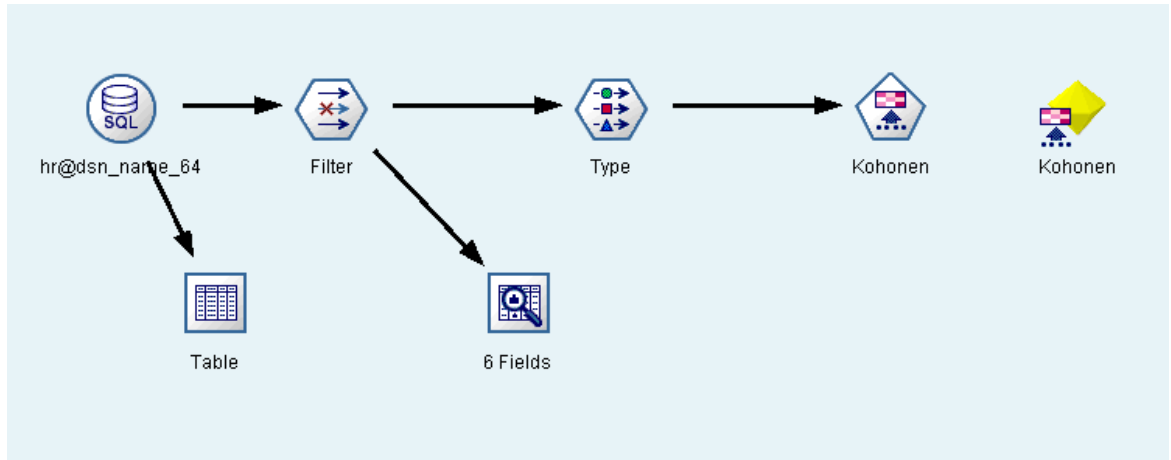 SQL
hr@dsn_name_64
Filter
Type
Kohonen
Kohonen
Table
6 Fields